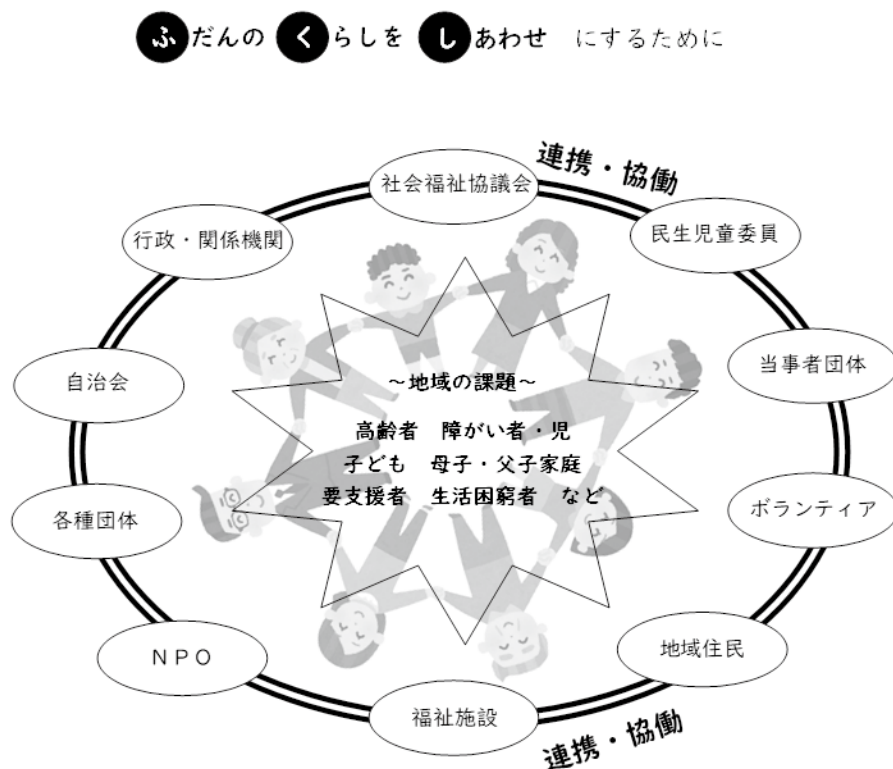 ふだんの くらしを しあわせ にするために
連携・協働
社会福祉協議会
行政・関係機関
民生児童委員
自治会
当事者団体
～地域の課題～
高齢者 障がい者・児
子ども 母子・父子家庭
要支援者 生活困窮者 など
各種団体
ボランティア
ＮＰＯ
地域住民
福祉施設
連携・協働